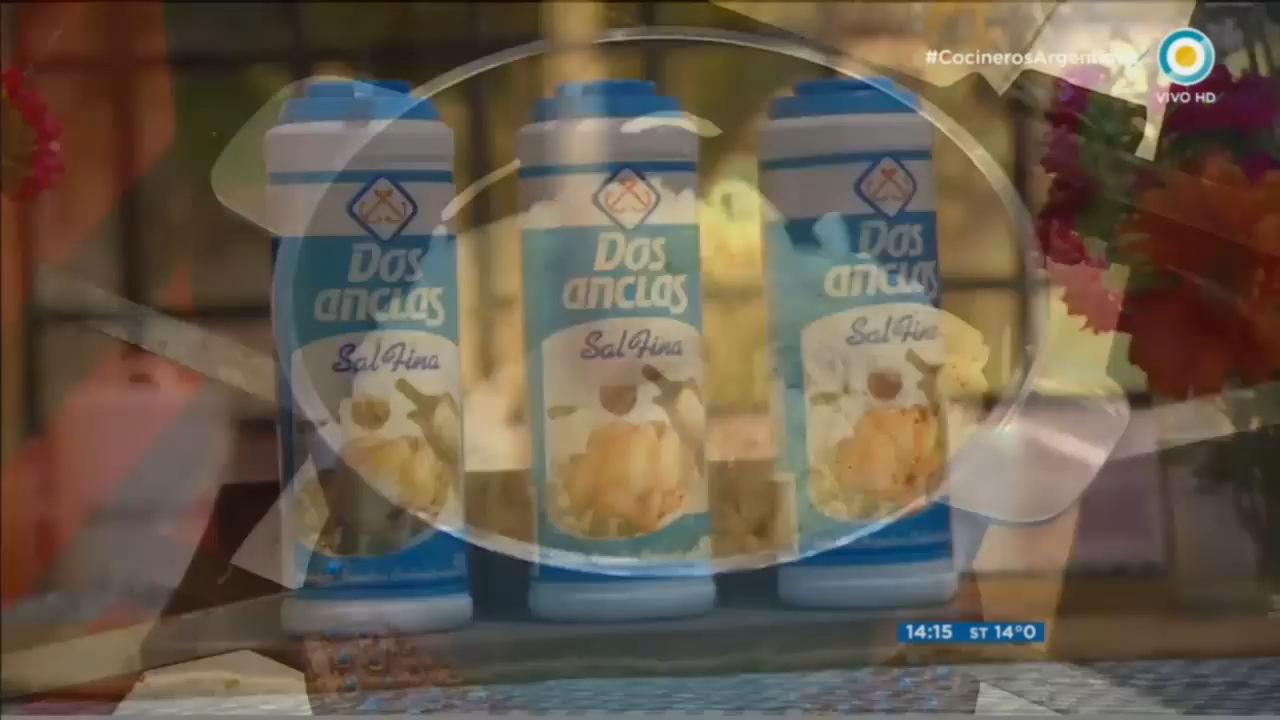 #CocinerosArgentinos
VIVO HD
Dos
anclas
Sal Fina
Dos
anclas
Sal Fina
Dos
anclas
Sal Fina
14:15 ST 14°0